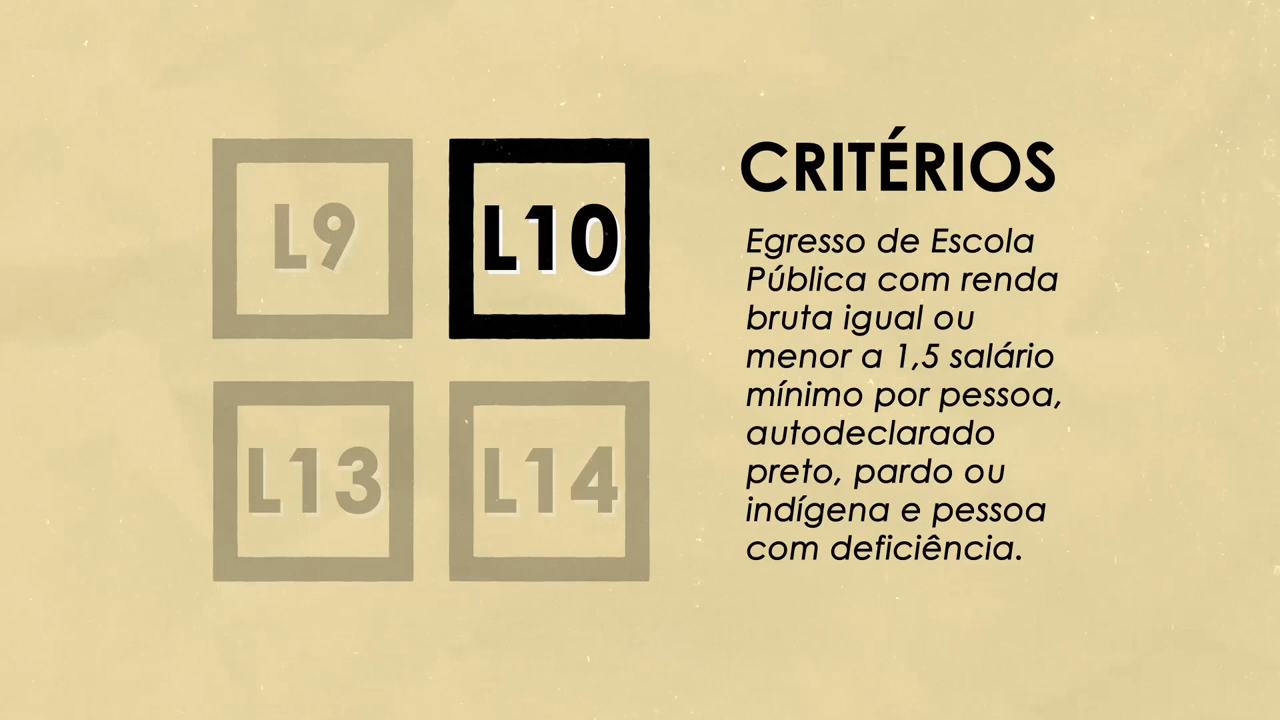 L9
L10
L13
L14
CRITÉRIOS
Egresso de Escola
Pública com renda
bruta igual ou
menor a 1,5 salário
mínimo por pessoa,
autodeclarado
preto, pardo ou
indígena e pessoa
com deficiência.